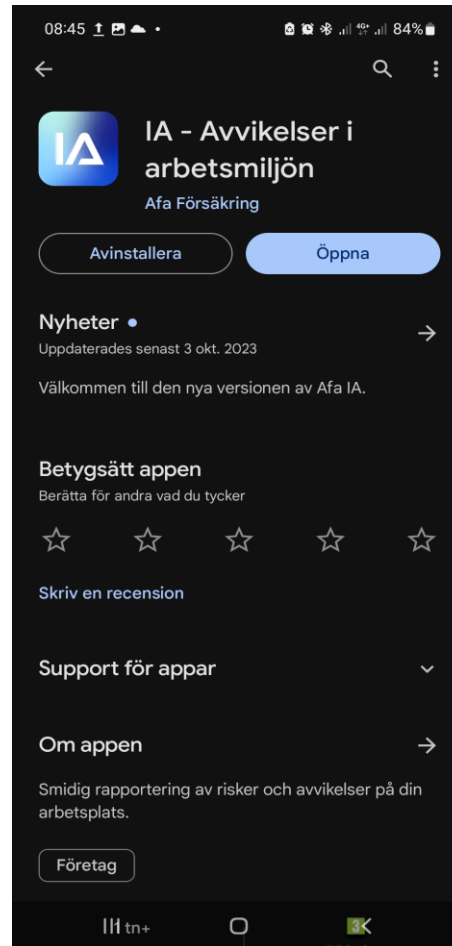 08:45
4G+
84%
IA
IA - Avvikelser i
arbetsmiljön
Afa Försäkring
Avinstallera
Öppna
Nyheter
Uppdaterades senast 3 okt. 2023
Välkommen till den nya versionen av Afa IA.
Betygsätt appen
Berätta för andra vad du tycker
Skriv en recension
Support för appar
Om appen
Smidig rapportering av risker och avvikelser på din
arbetsplats.
Företag
tn+
3